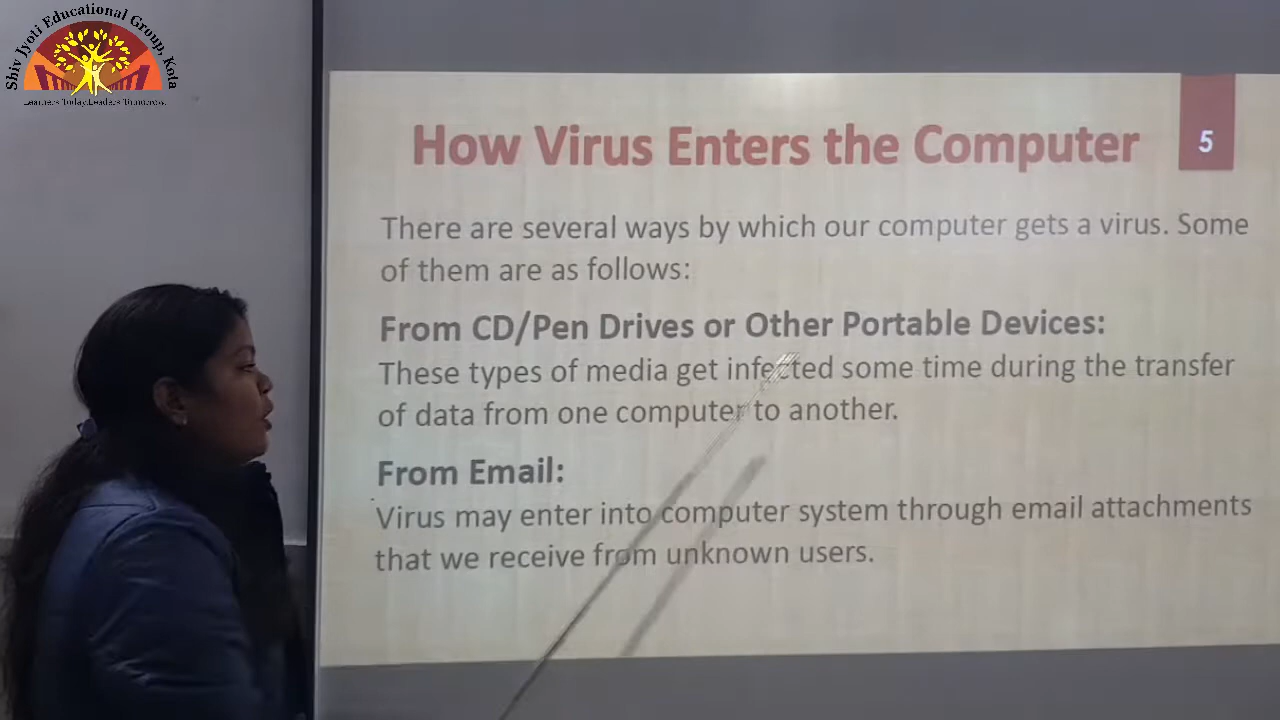 Shiv Jyoti Educational Group, Kota
Learners Today.Leaders Tomorrow.
How Virus Enters the Computer
5
There are several ways by which our computer gets a virus. Some
of them are as follows:
From CD/Pen Drives or Other Portable Devices:
These types of media get infected some time during the transfer
of data from one computer to another.
From Email:
Virus may enter into computer system through email attachments
that we receive from unknown users.